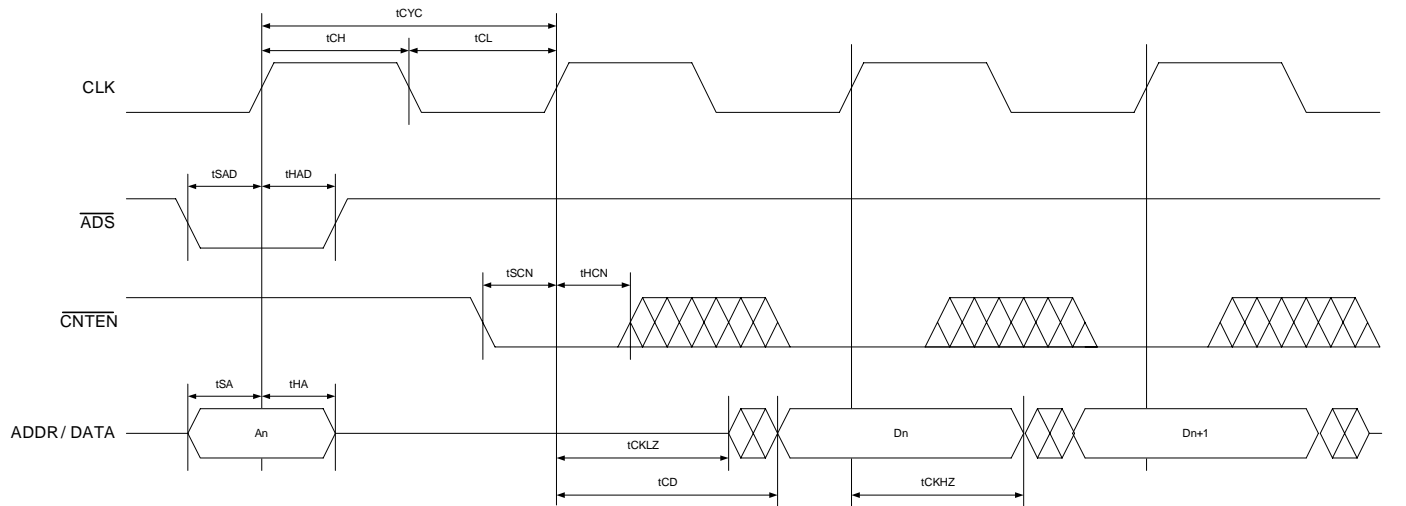 tCYC
tCH
tCL
CLK
tSAD
tHAD
ADS
tSCN
tHCN
CNTEN
tSA
tHA
ADDR / DATA
An
Dn
Dn+1
tCKLZ
tCD
tCKHZ